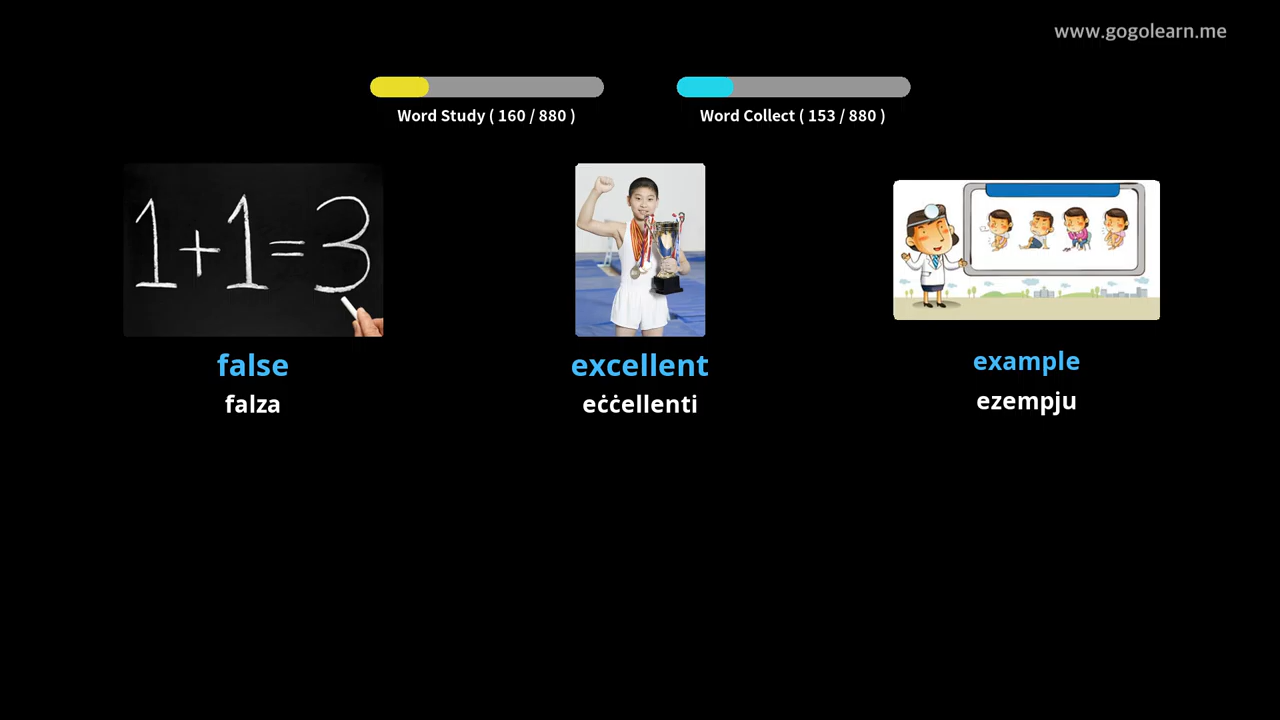 www.gogolearn.me
Word Study ( 160 / 880 )
Word Collect ( 153 / 880 )
1+1=3
false
falza
excellent
eċċellenti
example
ezempju